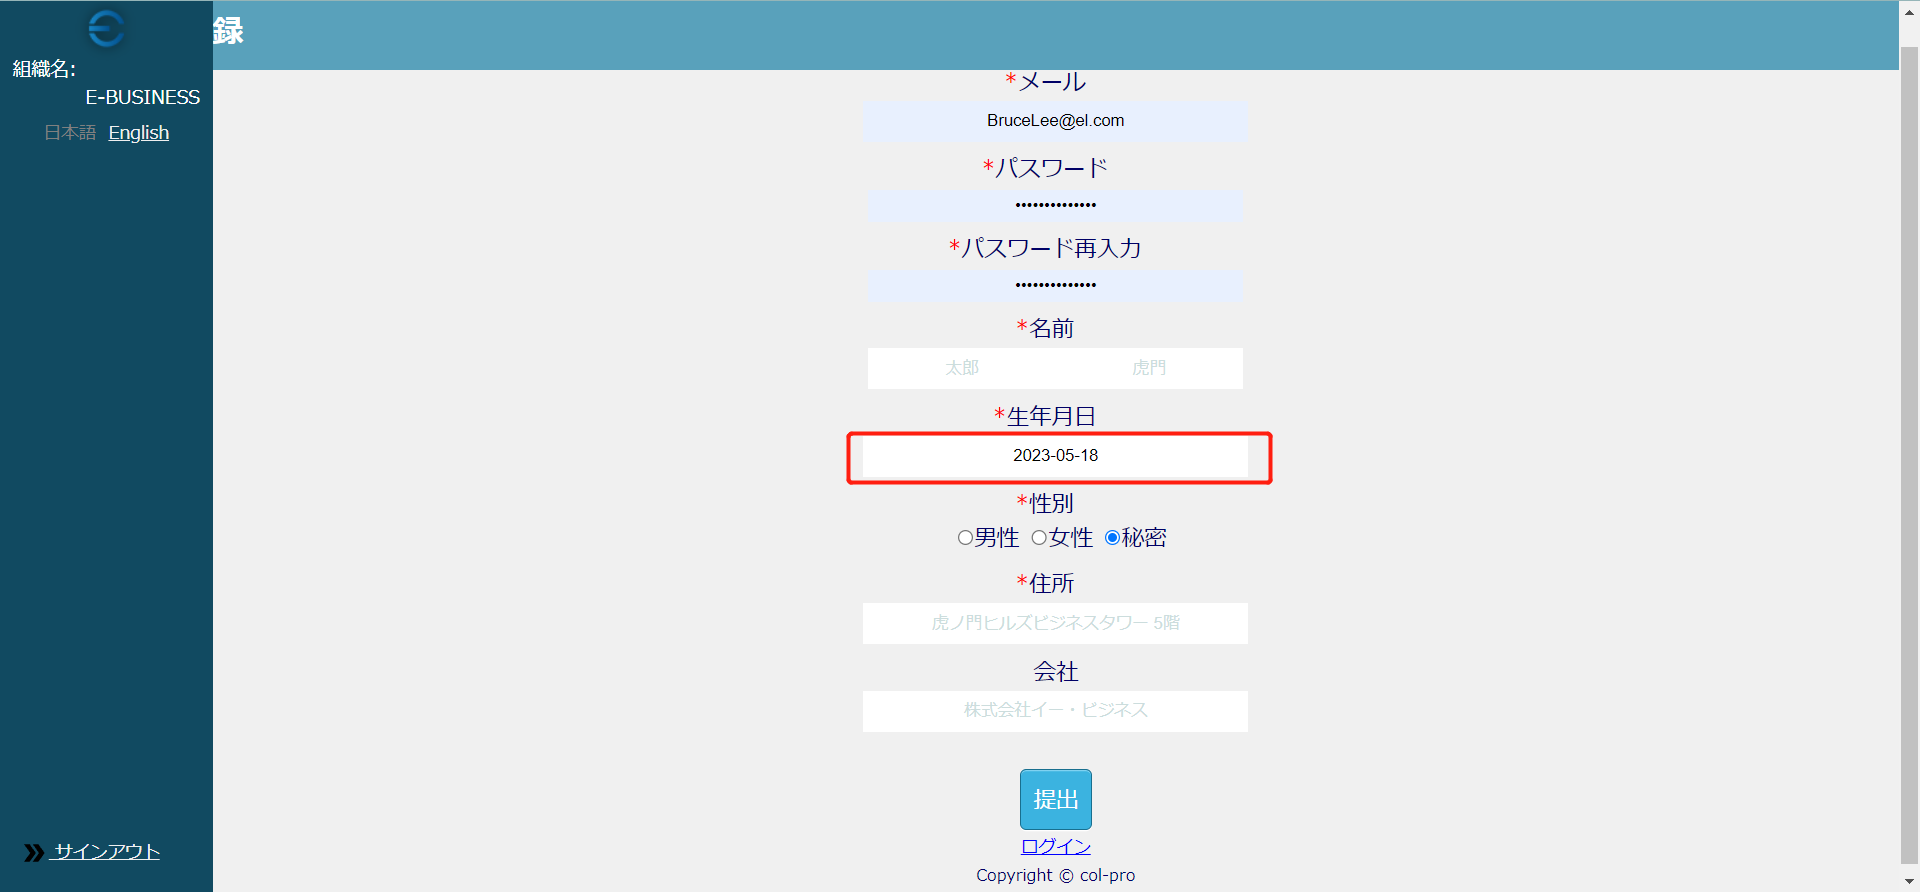 録
組織名:
E-BUSINESS
日本語 English
*メール
BruceLee@el.com
*パスワード
••••••••••••••
*パスワード再入力
••••••••••••••
*名前
太郎 虎門
*生年月日
2023-05-18
*性別
男性 女性 秘密
*住所
虎ノ門ヒルズビジネスタワー 5階
会社
株式会社イー・ビジネス
提出
ログイン
サインアウト
Copyright © col-pro